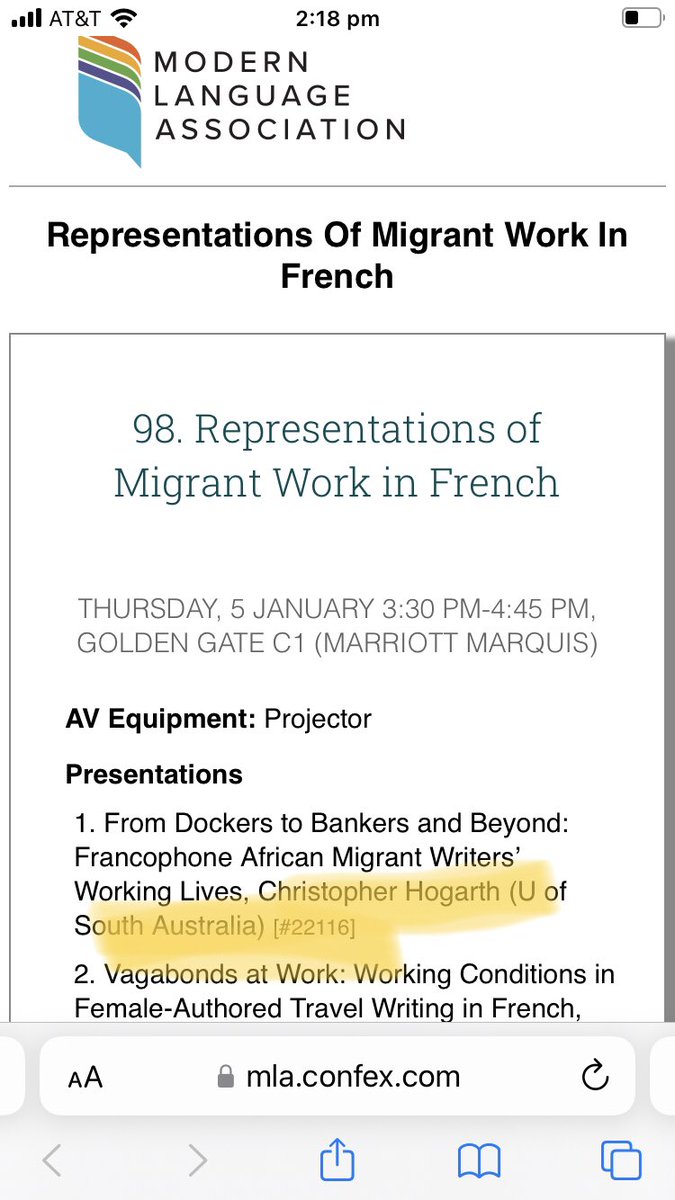 AT&T
2:18 pm
MODERN
LANGUAGE
ASSOCIATION
Representations Of Migrant Work In
French
98. Representations of
Migrant Work in French
THURSDAY, 5 JANUARY 3:30 PM-4:45 PM,
GOLDEN GATE C1 (MARRIOTT MARQUIS)
AV Equipment: Projector
Presentations
1. From Dockers to Bankers and Beyond:
Francophone African Migrant Writers’
Working Lives, Christopher Hogarth (U of
South Australia) [#22116]
2. Vagabonds at Work: Working Conditions in
Female-Authored Travel Writing in French,
AA
mla.confex.com